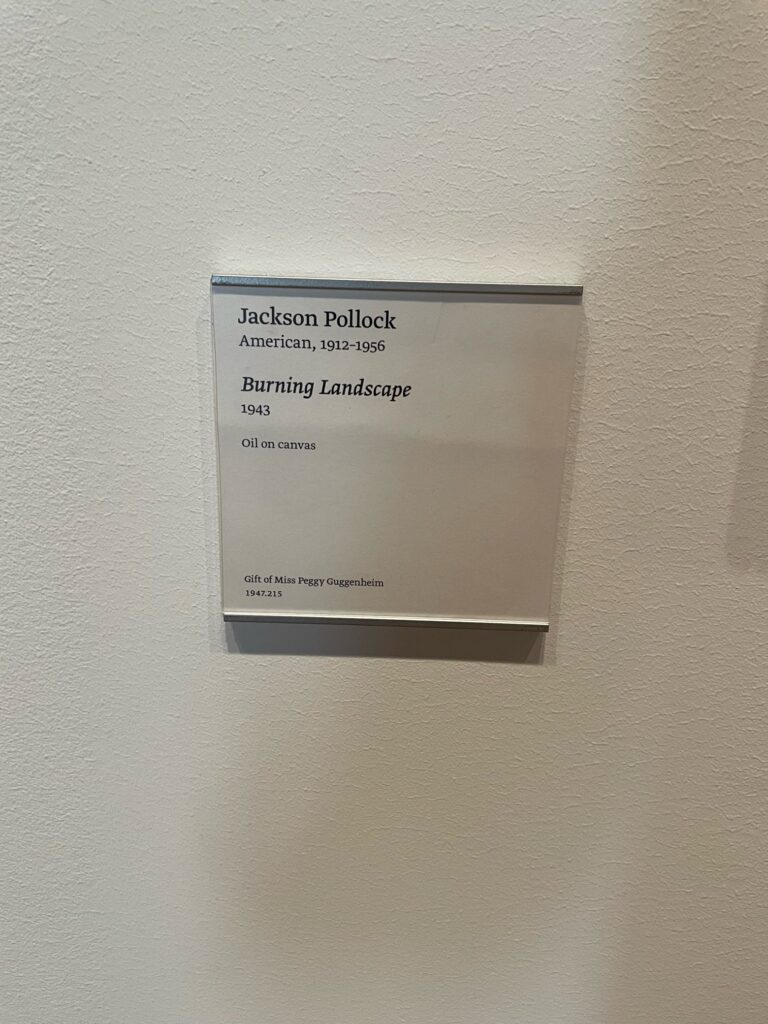 Jackson Pollock
American, 1912–1956
Burning Landscape
1943
Oil on canvas
Gift of Miss Peggy Guggenheim
1947.215